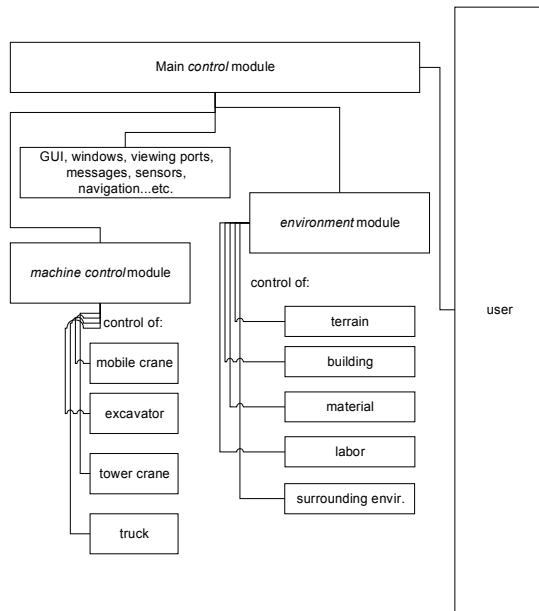 Main control module
GUI, windows, viewing ports,
messages, sensors,
navigation...etc.
environment module
machine control module
control of:
mobile crane
excavator
tower crane
truck
control of:
terrain
building
material
labor
surrounding envir.
user